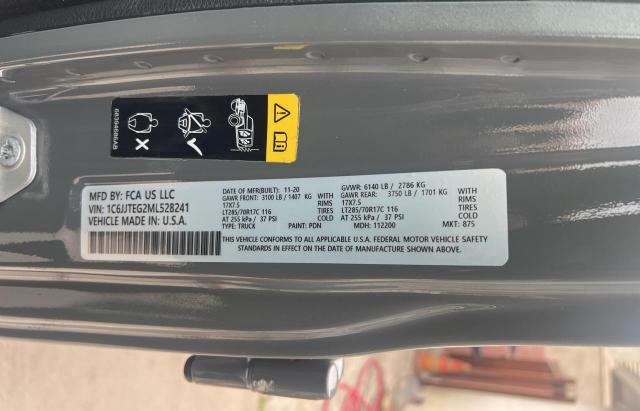 68394686AB
MFD BY: FCA US LLC
VIN: 1C6JJTEG2ML528241
VEHICLE MADE IN: U.S.A.
DATE OF MFR(BUILT): 11-20
GAWR FRONT: 3100 LB / 1407 KG
RIMS
17X7.5
TIRES
LT285/70R17C 116
AT 255 kPa / 37 PSI
TYPE: TRUCK
PAINT: PDN
GVWR: 6140 LB / 2786 KG
GAWR REAR: 3750 LB / 1701 KG
RIMS
17X7.5
TIRES
LT285/70R17C 116
AT 255 kPa / 37 PSI
MDH: 112200
MKT: 875
THIS VEHICLE CONFORMS TO ALL APPLICABLE U.S.A. FEDERAL MOTOR VEHICLE SAFETY
STANDARDS IN EFFECT ON THE DATE OF MANUFACTURE SHOWN ABOVE.